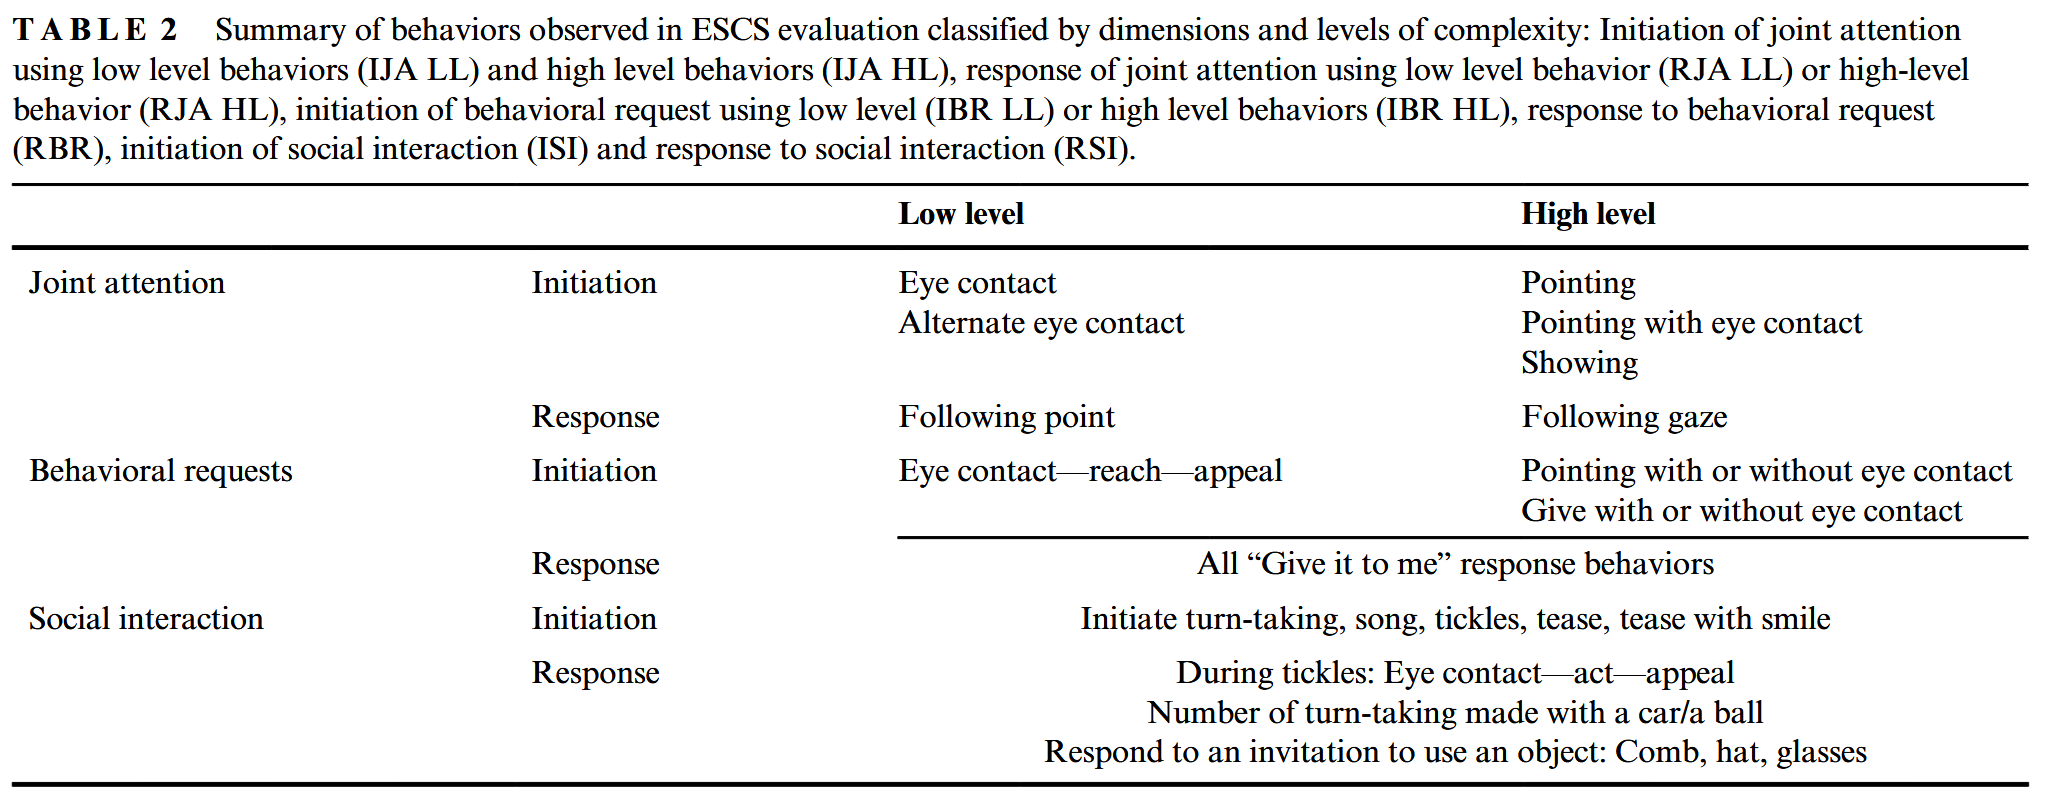 TABLE 2 Summary of behaviors observed in ESCS evaluation classified by dimensions and levels of complexity: Initiation of joint attention
using low level behaviors (IJA LL) and high level behaviors (IJA HL), response of joint attention using low level behavior (RJA LL) or high-level
behavior (RJA HL), initiation of behavioral request using low level (IBR LL) or high level behaviors (IBR HL), response to behavioral request
(RBR), initiation of social interaction (ISI) and response to social interaction (RSI).
Low level High level
Joint attention Initiation Eye contact Pointing
Alternate eye contact Pointing with eye contact
Showing
Response Following point Following gaze
Behavioral requests Initiation Eye contact—reach—appeal Pointing with or without eye contact
Give with or without eye contact
Response All “Give it to me” response behaviors
Social interaction Initiation Initiate turn-taking, song, tickles, tease, tease with smile
Response During tickles: Eye contact—act—appeal
Number of turn-taking made with a car/a ball
Respond to an invitation to use an object: Comb, hat, glasses